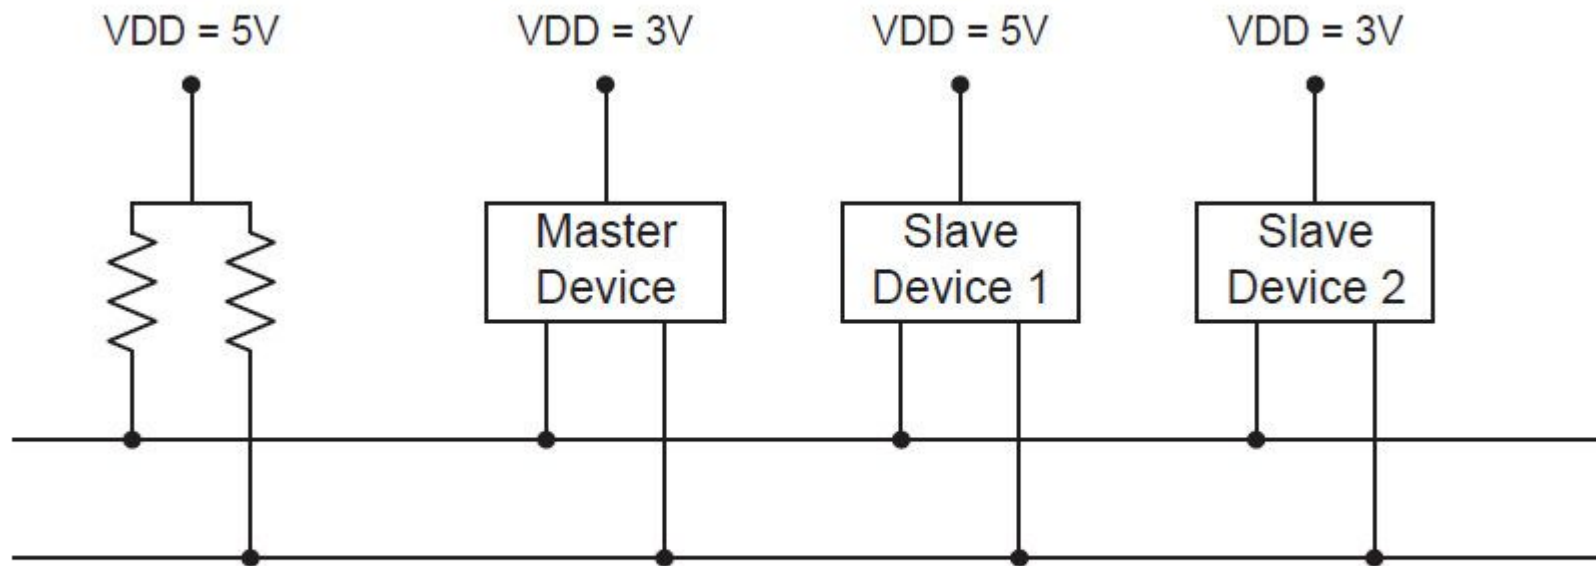 VDD = 5V
VDD = 3V
VDD = 5V
VDD = 3V
Master
Device
Slave
Device 1
Slave
Device 2